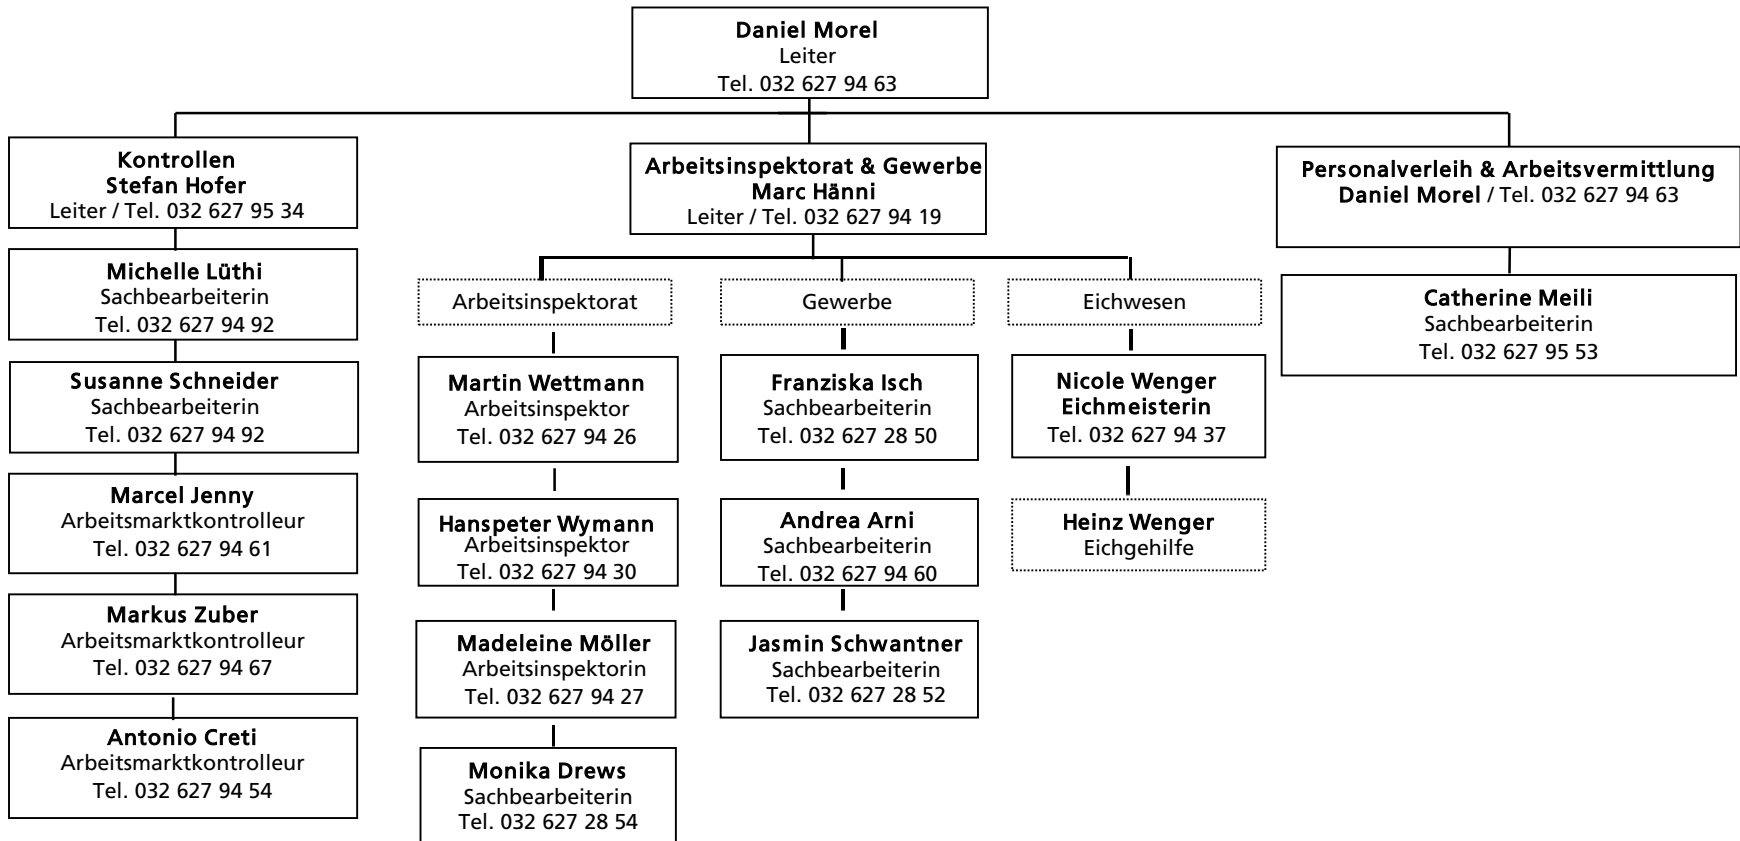 Daniel Morel
Leiter
Tel. 032 627 94 63
Kontrollen
Stefan Hofer
Leiter / Tel. 032 627 95 34
Michelle Lüthi
Sachbearbeiterin
Tel. 032 627 94 92
Susanne Schneider
Sachbearbeiterin
Tel. 032 627 94 92
Marcel Jenny
Arbeitsmarktkontrolleur
Tel. 032 627 94 61
Markus Zuber
Arbeitsmarktkontrolleur
Tel. 032 627 94 67
Antonio Creti
Arbeitsmarktkontrolleur
Tel. 032 627 94 54
Arbeitsinspektorat & Gewerbe
Marc Hänni
Leiter / Tel. 032 627 94 19
Arbeitsinspektorat
Martin Wettmann
Arbeitsinspektor
Tel. 032 627 94 26
Hanspeter Wymann
Arbeitsinspektor
Tel. 032 627 94 30
Madeleine Möller
Arbeitsinspektorin
Tel. 032 627 94 27
Monika Drews
Sachbearbeiterin
Tel. 032 627 28 54
Gewerbe
Franziska Isch
Sachbearbeiterin
Tel. 032 627 28 50
Andrea Arni
Sachbearbeiterin
Tel. 032 627 94 60
Jasmin Schwantner
Sachbearbeiterin
Tel. 032 627 28 52
Eichwesen
Nicole Wenger
Eichmeisterin
Tel. 032 627 94 37
Heinz Wenger
Eichgehilfe
Personalverleih & Arbeitsvermittlung
Daniel Morel / Tel. 032 627 94 63
Catherine Meili
Sachbearbeiterin
Tel. 032 627 95 53